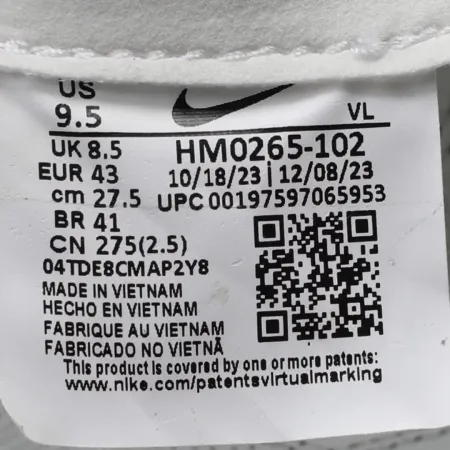 US
9.5
VL
UK 8.5
HM0265-102
EUR 43
10/18/23 | 12/08/23
cm 27.5
UPC 00197597065953
BR 41
CN 275(2.5)
04TDE8CMAP2Y8
MADE IN VIETNAM
HECHO EN VIETNAM
FABRIQUE AU VIETNAM
FABRICADO NO VIETNÃ
This product is covered by one or more patents:
www.nike.com/patentsvirtualmarking